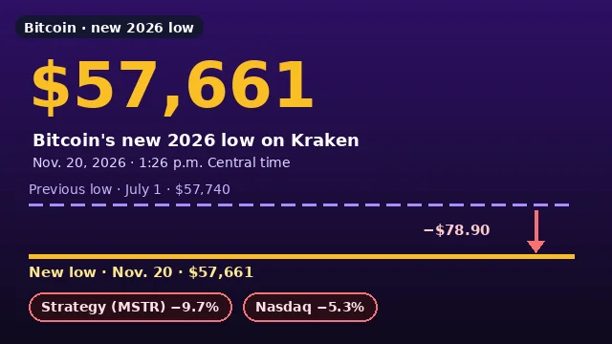 Bitcoin · new 2026 low
$57,661
Bitcoin's new 2026 low on Kraken
Nov. 20, 2026 · 1:26 p.m. Central time
Previous low · July 1 · $57,740
−$78.90
New low · Nov. 20 · $57,661
Strategy (MSTR) −9.7%
Nasdaq −5.3%